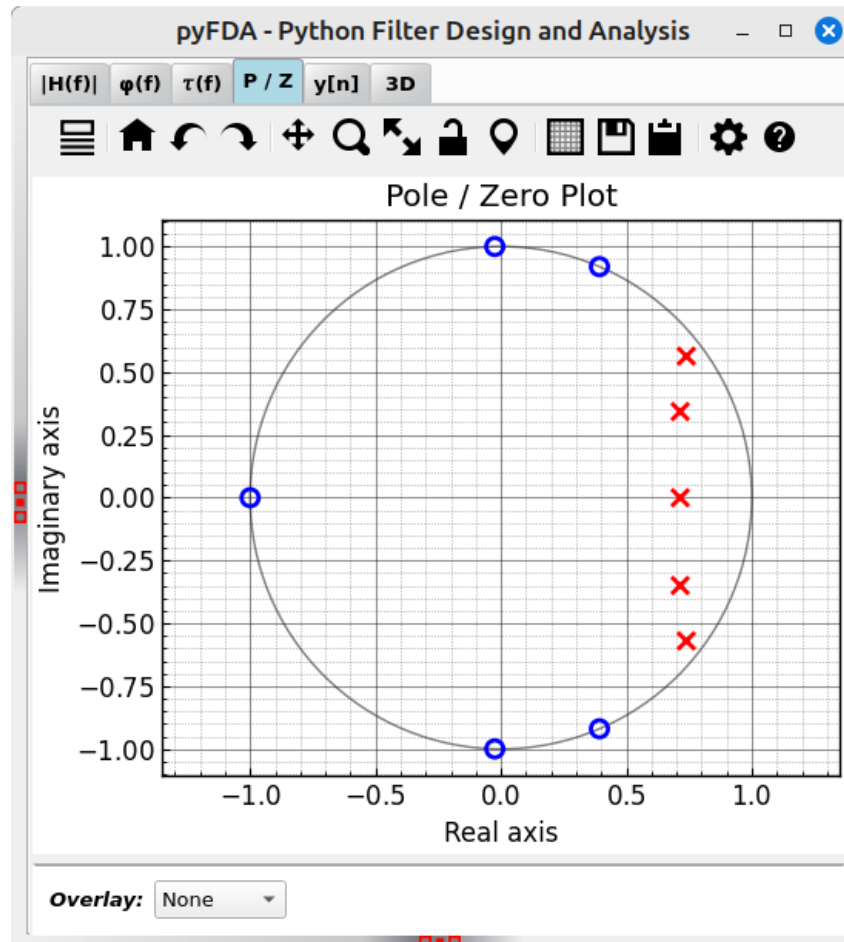 pyFDA - Python Filter Design and Analysis
|H(f)| φ(f) τ(f) P / Z y[n] 3D
Pole / Zero Plot
1.00
0.75
0.50
0.25
0.00
−0.25
−0.50
−0.75
−1.00
Imaginary axis
−1.0 −0.5 0.0 0.5 1.0
Real axis
Overlay: None